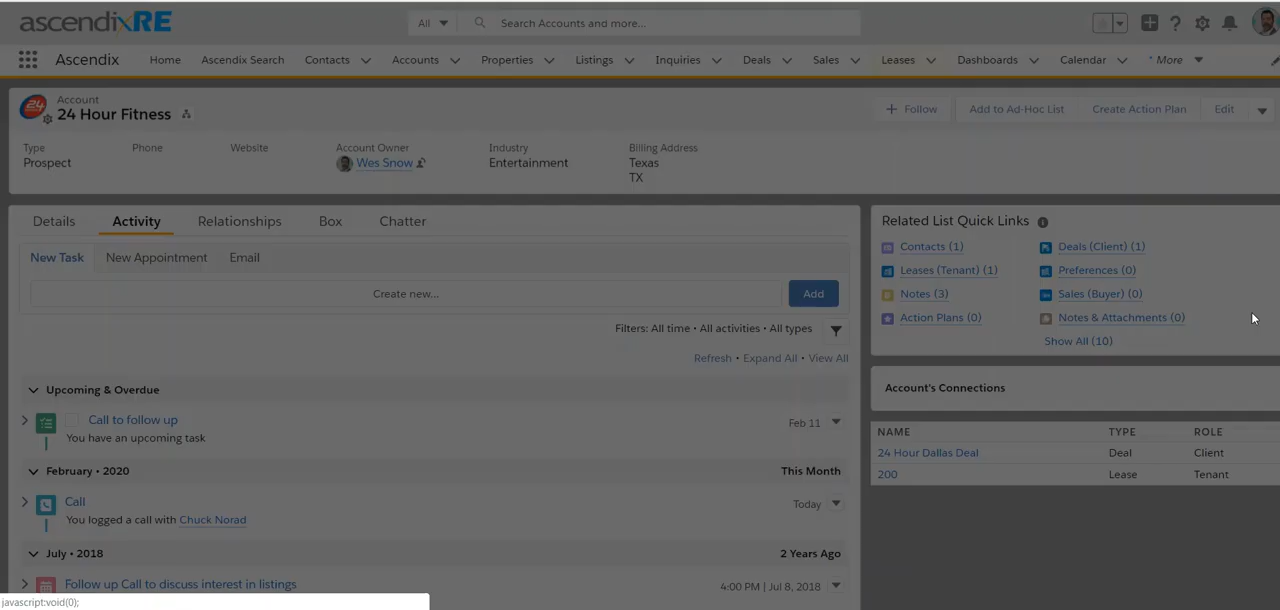 ascendixRE
All
Search Accounts and more...
Ascendix
Home
Ascendix Search
Contacts
Accounts
Properties
Listings
Inquiries
Deals
Sales
Leases
Dashboards
Calendar
* More
24
Account
24 Hour Fitness
Follow
Add to Ad-Hoc List
Create Action Plan
Edit
Type
Prospect
Phone
Website
Account Owner
Wes Snow
Industry
Entertainment
Billing Address
Texas
TX
Details
Activity
Relationships
Box
Chatter
New Task
New Appointment
Email
Create new...
Add
Filters: All time • All activities • All types
Refresh • Expand All • View All
Upcoming & Overdue
Call to follow up
Feb 11
You have an upcoming task
February • 2020
This Month
Call
Today
You logged a call with Chuck Norad
July • 2018
2 Years Ago
Follow up Call to discuss interest in listings
4:00 PM | Jul 8, 2018
Related List Quick Links
Contacts (1)
Deals (Client) (1)
Leases (Tenant) (1)
Preferences (0)
Notes (3)
Sales (Buyer) (0)
Action Plans (0)
Notes & Attachments (0)
Show All (10)
Account's Connections
NAME TYPE ROLE
24 Hour Dallas Deal Deal Client
200 Lease Tenant
javascript:void(0);